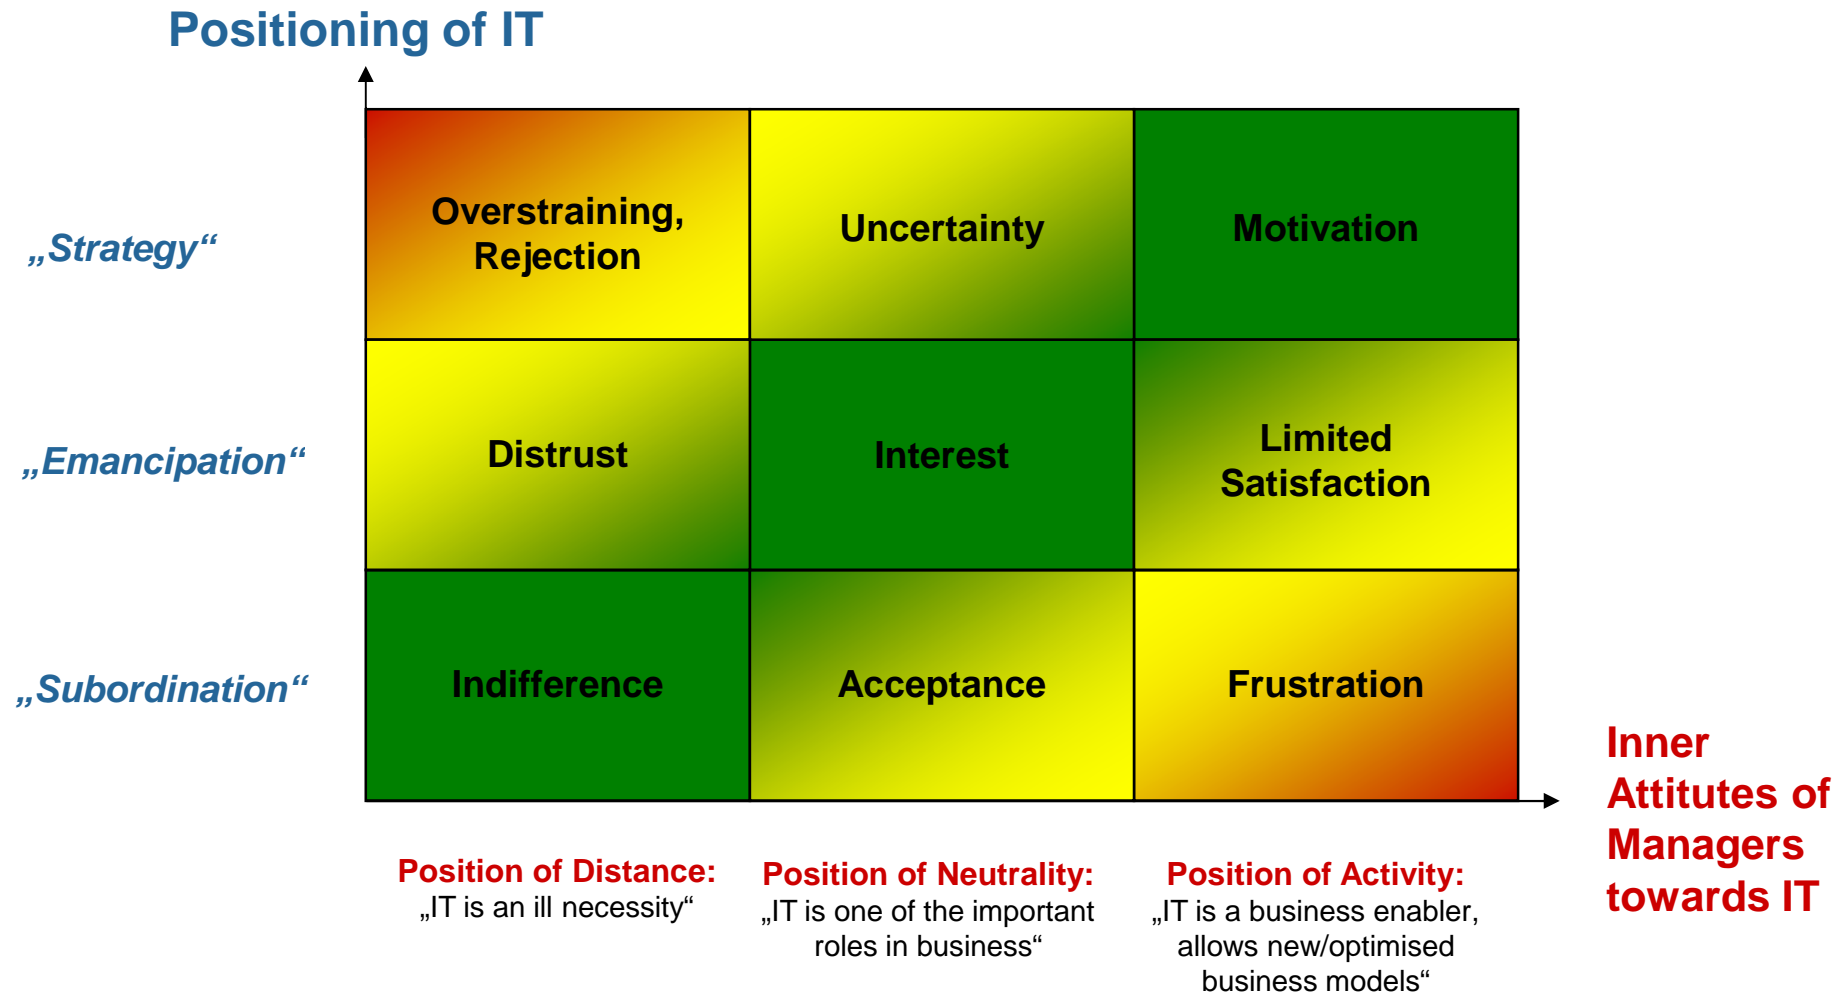 Positioning of IT
„Strategy“
Overstraining,
Rejection
Uncertainty
Motivation
„Emancipation“
Distrust
Interest
Limited
Satisfaction
„Subordination“
Indifference
Acceptance
Frustration
Inner
Attitutes of
Managers
towards IT
Position of Distance:
„IT is an ill necessity“
Position of Neutrality:
„IT is one of the important
roles in business“
Position of Activity:
„IT is a business enabler,
allows new/optimised
business models“